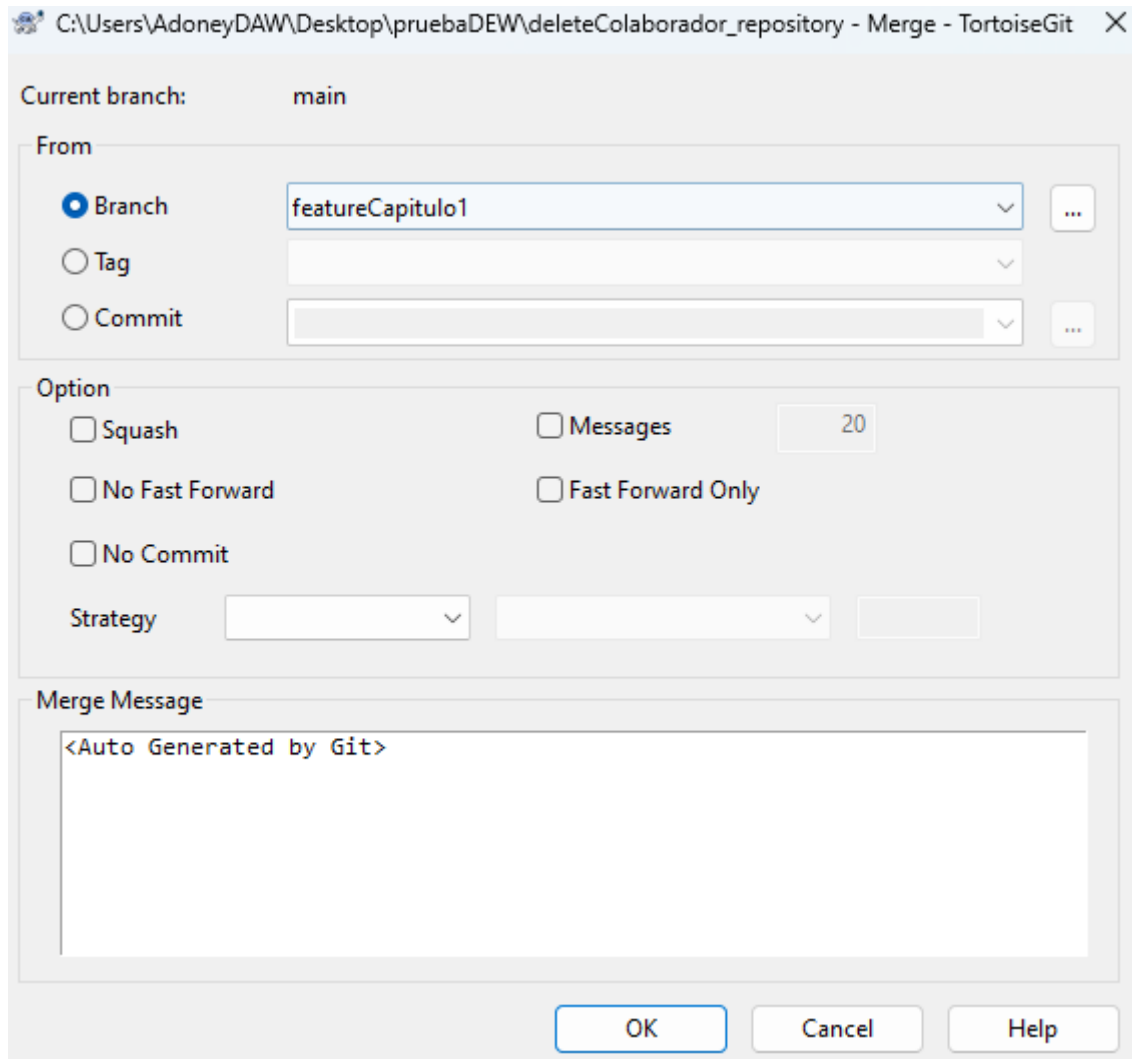 C:\Users\AdoneyDAW\Desktop\pruebaDEW\deleteColaborador_repository - Merge - TortoiseGit
Current branch: main
From
Branch featureCapitulo1 ...
Tag
Commit ...
Option
Squash Messages 20
No Fast Forward Fast Forward Only
No Commit
Strategy
Merge Message
<Auto Generated by Git>
OK Cancel Help